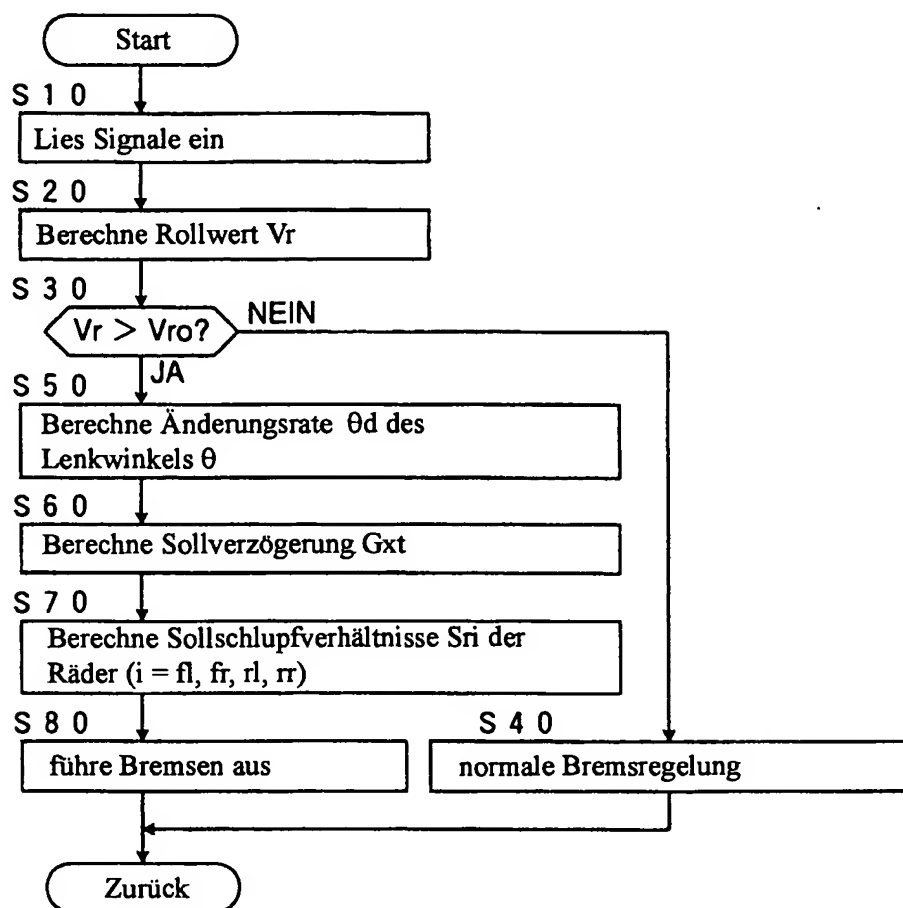 Start
S 1 0
Lies Signale ein
S 2 0
Berechne Rollwert Vr
S 3 0
Vr > Vro?
NEIN
JA
S 5 0
Berechne Änderungsrate θd des
Lenkwinkels θ
S 6 0
Berechne Sollverzögerung Gxt
S 7 0
Berechne Sollschlupfverhältnisse Sri der
Räder (i = fl, fr, rl, rr)
S 8 0
führe Bremsen aus
S 4 0
normale Bremsregelung
Zurück